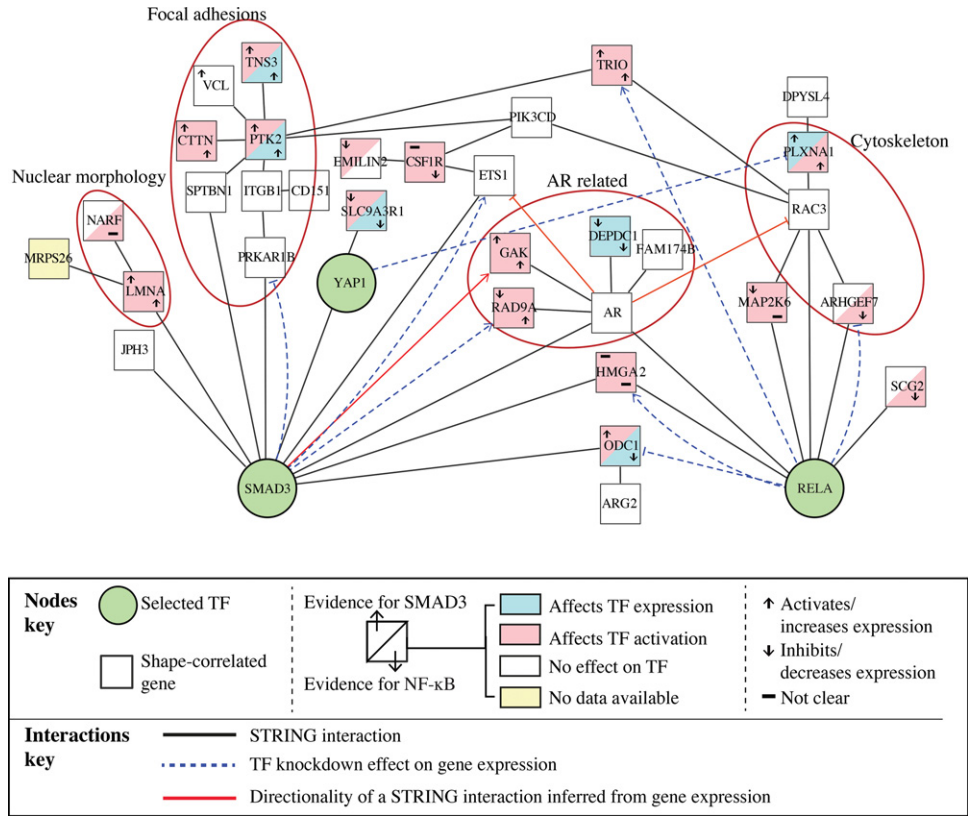 Focal adhesions
TNS3
TRIO
VCL
DPYSL4
PIK3CD
CTTN
PTK2
PLXNA1
Cytoskeleton
EMILIN2
CSF1R
Nuclear morphology
SPTBN1
ITGB1
CD151
ETS1
AR related
SLC9A3R1
RAC3
NARF
DEPDC1
FAM174B
MRPS26
PRKAR1B
GAK
LMNA
YAP1
RAD9A
AR
MAP2K6
ARHGEF7
JPH3
HMGA2
SCG2
ODC1
SMAD3
RELA
ARG2
Nodes
key
Selected TF
Shape-correlated
gene
Evidence for SMAD3
Evidence for NF-κB
Affects TF expression
Affects TF activation
No effect on TF
No data available
Activates/
increases expression
Inhibits/
decreases expression
Not clear
Interactions
key
STRING interaction
TF knockdown effect on gene expression
Directionality of a STRING interaction inferred from gene expression